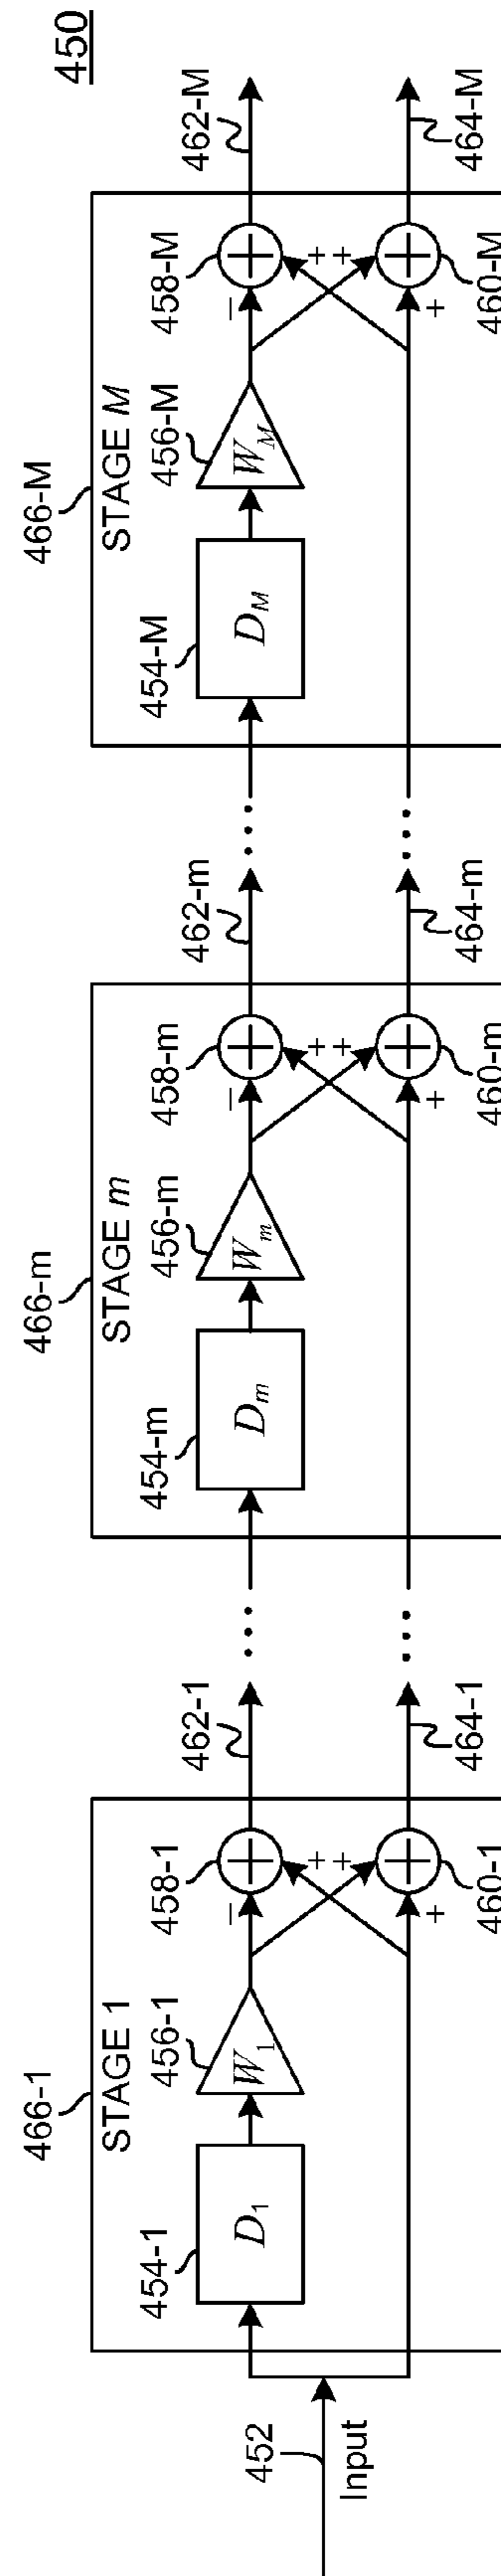 450
466-1
STAGE 1
454-1
D1
456-1
W1
458-1
−
+ +
+
460-1
462-1
464-1
452
Input
...
...
466-m
STAGE m
454-m
Dm
456-m
Wm
458-m
−
+ +
+
460-m
462-m
464-m
...
...
466-M
STAGE M
454-M
DM
456-M
WM
458-M
−
+ +
+
460-M
462-M
464-M